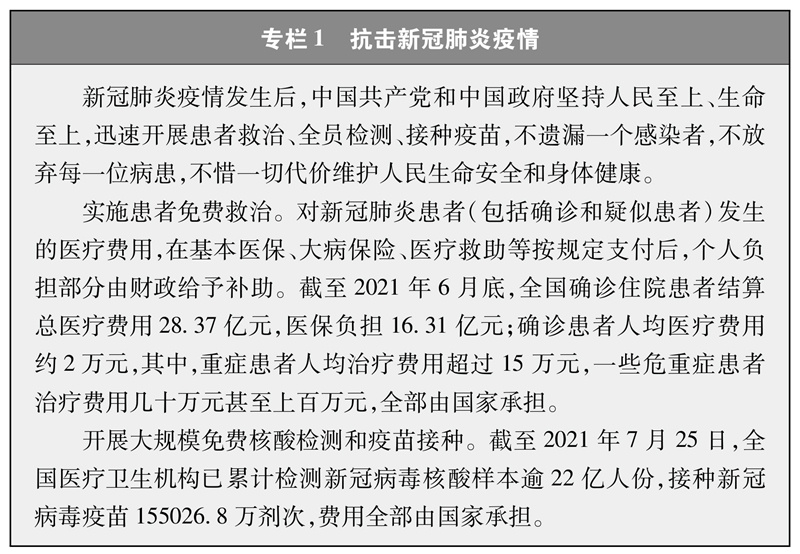 专栏1 抗击新冠肺炎疫情
新冠肺炎疫情发生后，中国共产党和中国政府坚持人民至上、生命
至上，迅速开展患者救治、全员检测、接种疫苗，不遗漏一个感染者，不放
弃每一位病患，不惜一切代价维护人民生命安全和身体健康。
实施患者免费救治。对新冠肺炎患者（包括确诊和疑似患者）发生
的医疗费用，在基本医保、大病保险、医疗救助等按规定支付后，个人负
担部分由财政给予补助。截至2021年6月底，全国确诊住院患者结算
总医疗费用28.37亿元，医保负担16.31亿元；确诊患者人均医疗费用
约2万元，其中，重症患者人均治疗费用超过15万元，一些危重症患者
治疗费用几十万元甚至上百万元，全部由国家承担。
开展大规模免费核酸检测和疫苗接种。截至2021年7月25日，全
国医疗卫生机构已累计检测新冠病毒核酸样本逾22亿人份，接种新冠
病毒疫苗155026.8万剂次，费用全部由国家承担。